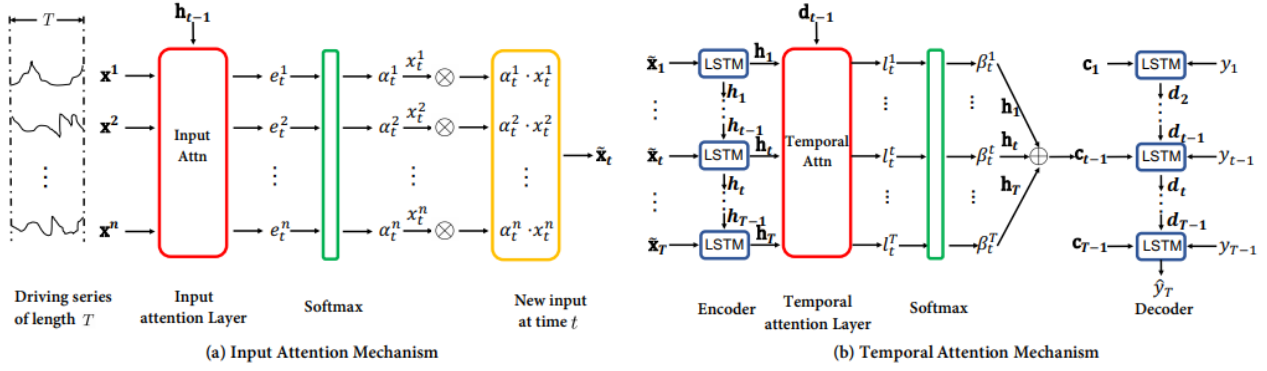 T
h_{t-1}
x^1
x^2
⋮
x^n
Input
Attn
e_t^1
e_t^2
⋮
e_t^n
α_t^1
α_t^2
⋮
α_t^n
x_t^1
x_t^2
x_t^n
⊗
⊗
⊗
α_t^1 · x_t^1
α_t^2 · x_t^2
⋮
α_t^n · x_t^n
x̃_t
Driving series
of length T
Input
attention Layer
Softmax
New input
at time t
(a) Input Attention Mechanism
d_{t-1}
x̃_1
⋮
x̃_t
⋮
x̃_T
LSTM
h_1
h_1
⋮
h_{t-1}
LSTM
h_t
h_t
⋮
h_{T-1}
LSTM
h_T
Temporal
Attn
l_t^1
⋮
l_t^t
⋮
l_t^T
β_t^1
⋮
β_t^t
⋮
β_t^T
h_1
h_t
h_T
⊕
c_1
LSTM
y_1
d_2
⋮
d_{t-1}
c_{t-1}
LSTM
y_{t-1}
d_t
⋮
d_{T-1}
c_{T-1}
LSTM
y_{T-1}
ŷ_T
Encoder
Temporal
attention Layer
Softmax
Decoder
(b) Temporal Attention Mechanism